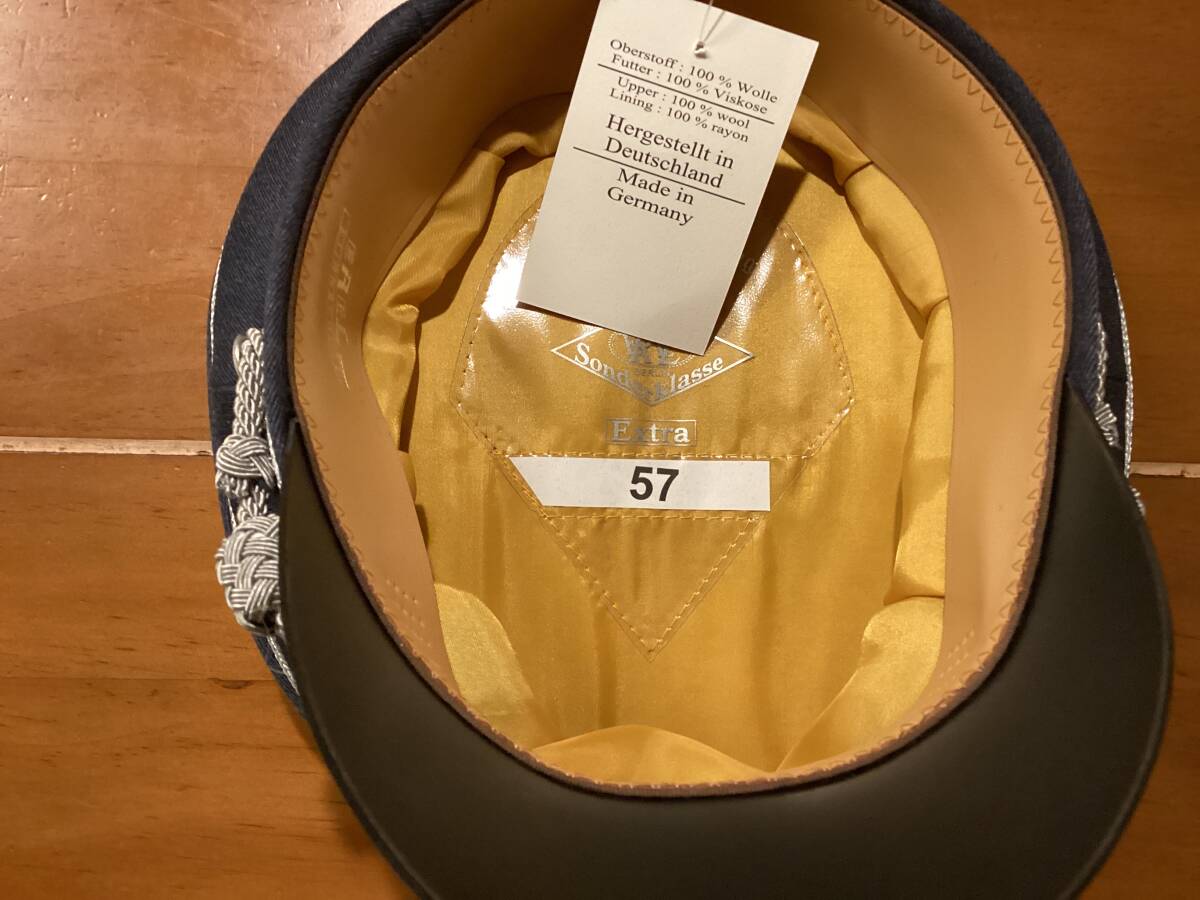 Oberstoff : 100 % Wolle
Futter : 100 % Viskose
Upper : 100 % wool
Lining : 100 % rayon
Hergestellt in
Deutschland
Made in
Germany
BERLIN
Extra
57